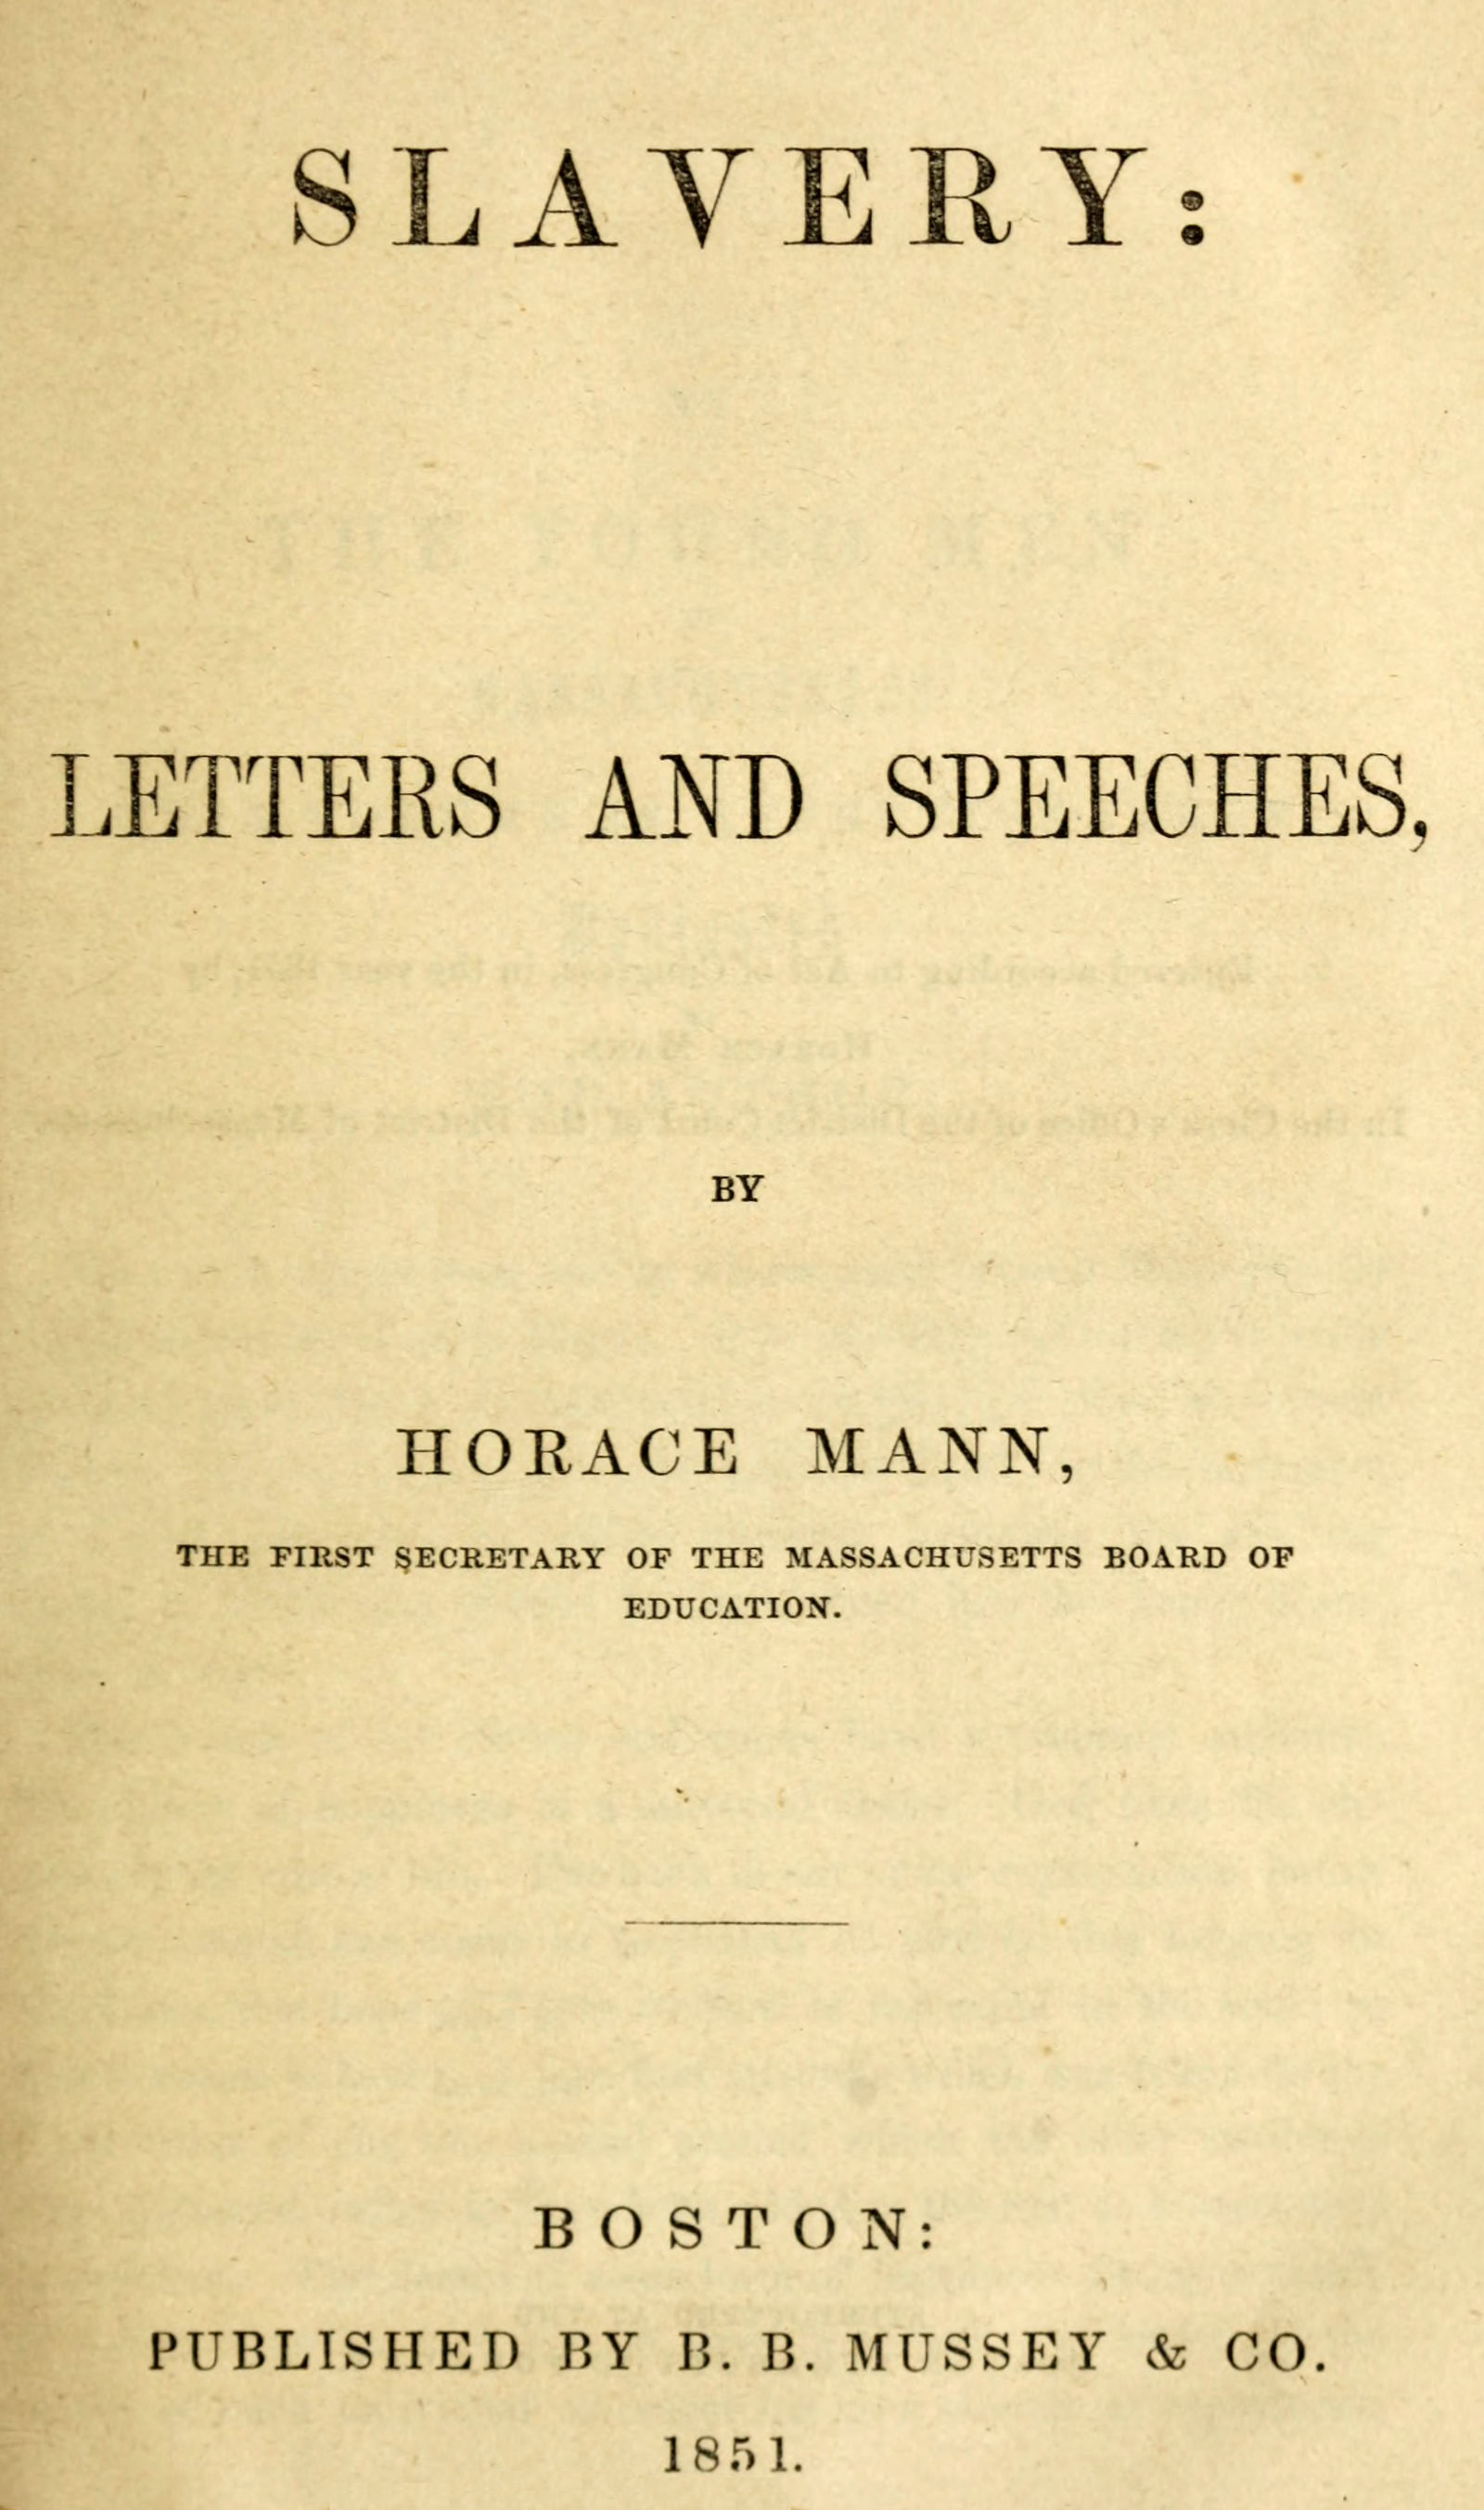 SLAVERY:
LETTERS AND SPEECHES,
BY
HORACE MANN,
THE FIRST SECRETARY OF THE MASSACHUSETTS BOARD OF
EDUCATION.
BOSTON:
PUBLISHED BY B. B. MUSSEY & CO.
1851.